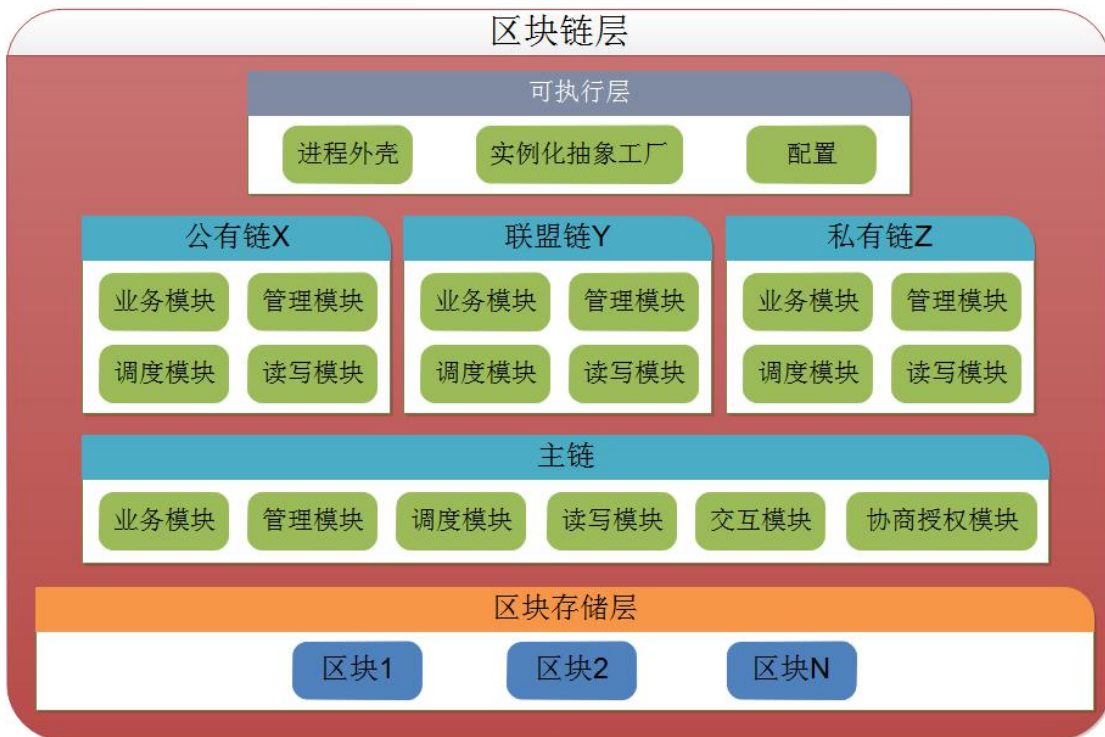 区块链层
可执行层
进程外壳 实例化抽象工厂 配置
公有链X 联盟链Y 私有链Z
业务模块 管理模块 业务模块 管理模块 业务模块 管理模块
调度模块 读写模块 调度模块 读写模块 调度模块 读写模块
主链
业务模块 管理模块 调度模块 读写模块 交互模块 协商授权模块
区块存储层
区块1 区块2 区块N